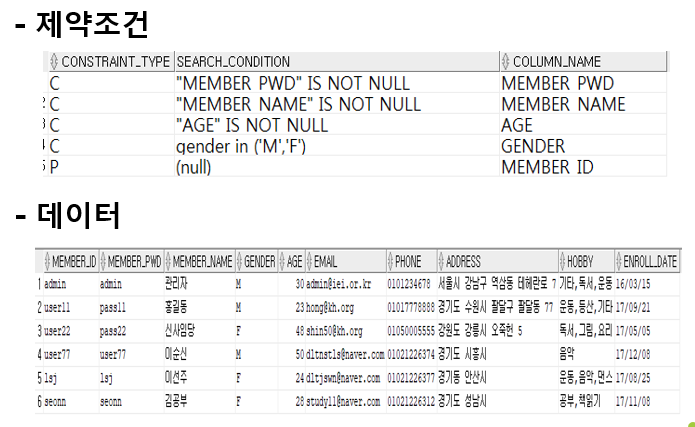 - 제약조건
CONSTRAINT_TYPE SEARCH_CONDITION COLUMN_NAME
C "MEMBER PWD" IS NOT NULL MEMBER PWD
2 C "MEMBER NAME" IS NOT NULL MEMBER NAME
3 C "AGE" IS NOT NULL AGE
4 C gender in ('M','F') GENDER
5 P (null) MEMBER ID
- 데이터
MEMBER_ID MEMBER_PWD MEMBER_NAME GENDER AGE EMAIL PHONE ADDRESS HOBBY ENROLL_DATE
1 admin admin 관리자 M 30 admin@iei.or.kr 0101234678 서울시 강남구 역삼동 테헤란로 7 기타,독서,운동 16/03/15
2 user11 pass11 홍길동 M 23 hong@kh.org 01017778888 경기도 수원시 팔달구 팔달동 77 운동,등산,기타 17/09/21
3 user22 pass22 신사임당 F 48 shin50@kh.org 01050005555 강원도 강릉시 오죽헌 5 독서,그림,요리 17/05/05
4 user77 user77 이순신 M 50 dltnstls@naver.com 01021226374 경기도 시흥시 음악 17/12/08
5 lsj lsj 이선주 F 24 dltjswn@naver.com 01021226377 경기동 안산시 운동,음악,댄스 17/08/25
6 seonn seonn 김공부 F 28 study11@naver.com 01021226312 경기도 성남시 공부,책읽기 17/11/08